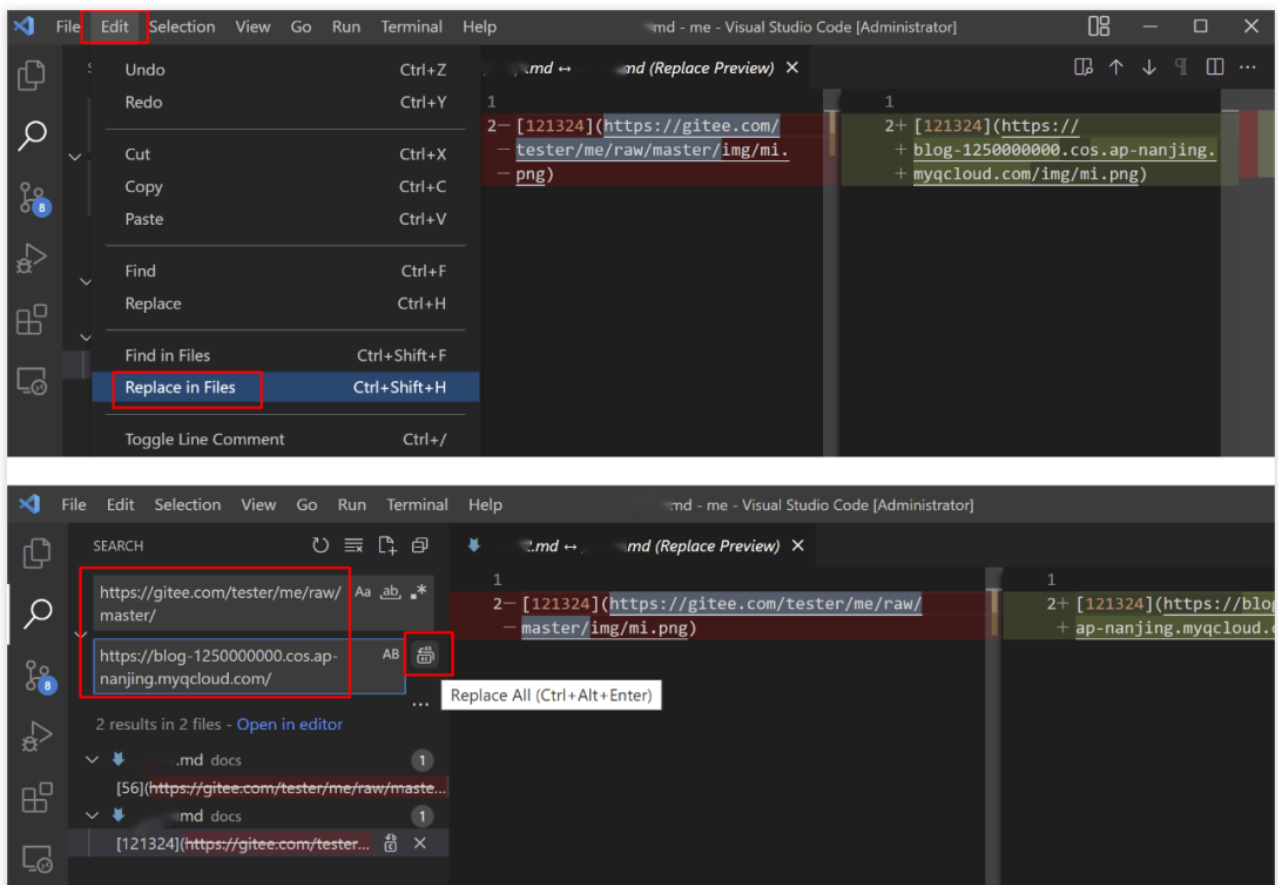 File Edit Selection View Go Run Terminal Help md - me - Visual Studio Code [Administrator]
Undo Ctrl+Z
Redo Ctrl+Y
Cut Ctrl+X
Copy Ctrl+C
Paste Ctrl+V
Find Ctrl+F
Replace Ctrl+H
Find in Files Ctrl+Shift+F
Replace in Files Ctrl+Shift+H
Toggle Line Comment Ctrl+/
8
.md ↔ md (Replace Preview) ×
1
2— [121324](https://gitee.com/
— tester/me/raw/master/img/mi.
— png)
1
2+ [121324](https://
+ blog-1250000000.cos.ap-nanjing.
+ myqcloud.com/img/mi.png)
File Edit Selection View Go Run Terminal Help md - me - Visual Studio Code [Administrator]
SEARCH
https://gitee.com/tester/me/raw/ Aa ab
master/
https://blog-1250000000.cos.ap- AB
nanjing.myqcloud.com/
Replace All (Ctrl+Alt+Enter)
...
2 results in 2 files - Open in editor
.md docs 1
[56](https://gitee.com/tester/me/raw/maste...
md docs 1
[121324](https://gitee.com/tester...
8
.md ↔ md (Replace Preview) ×
1
2— [121324](https://gitee.com/tester/me/raw/
— master/img/mi.png)
1
2+ [121324](https://blog
+ ap-nanjing.myqcloud.c